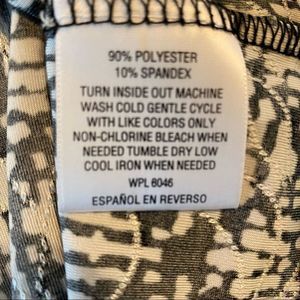 90% POLYESTER
10% SPANDEX
TURN INSIDE OUT MACHINE
WASH COLD GENTLE CYCLE
WITH LIKE COLORS ONLY
NON-CHLORINE BLEACH WHEN
NEEDED TUMBLE DRY LOW
COOL IRON WHEN NEEDED
WPL 6046
ESPAÑOL EN REVERSO